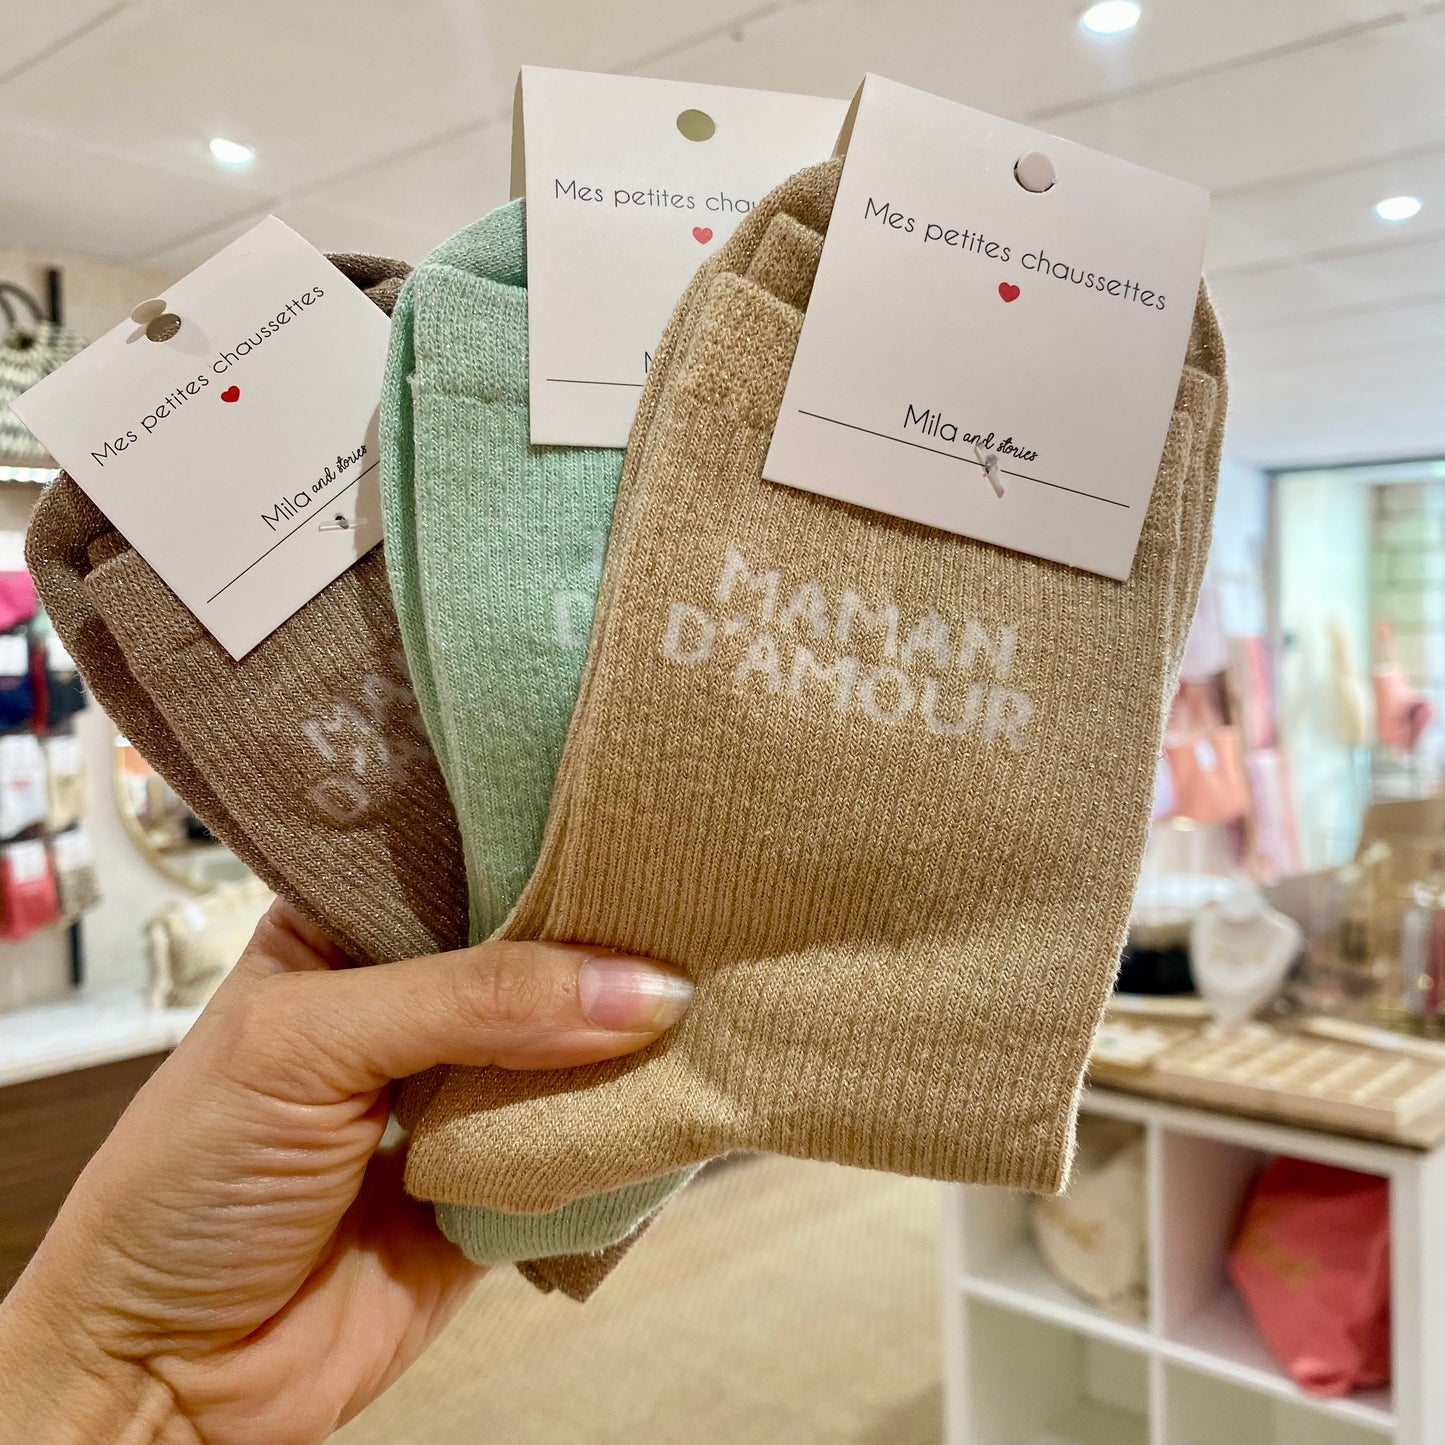 Mes petites chaussettes
Mila and stories
Mes petites
Mes petites chaussettes
Mila and stories
MAMAN
D'AMOUR